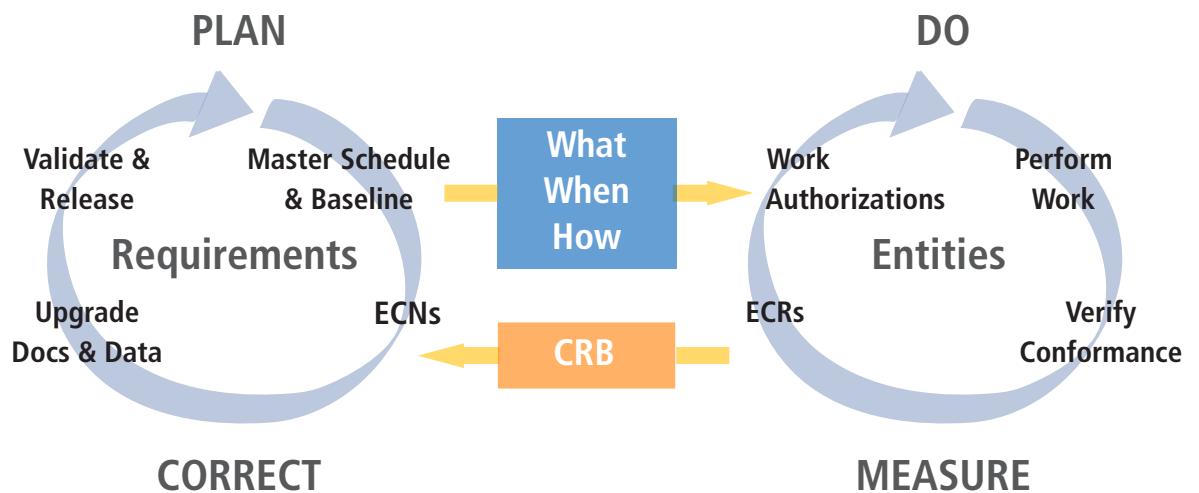 PLAN
DO
Validate &
Release
Master Schedule
& Baseline
What
When
How
Work
Authorizations
Perform
Work
Requirements
Entities
Upgrade
Docs & Data
ECNs
CRB
ECRs
Verify
Conformance
CORRECT
MEASURE